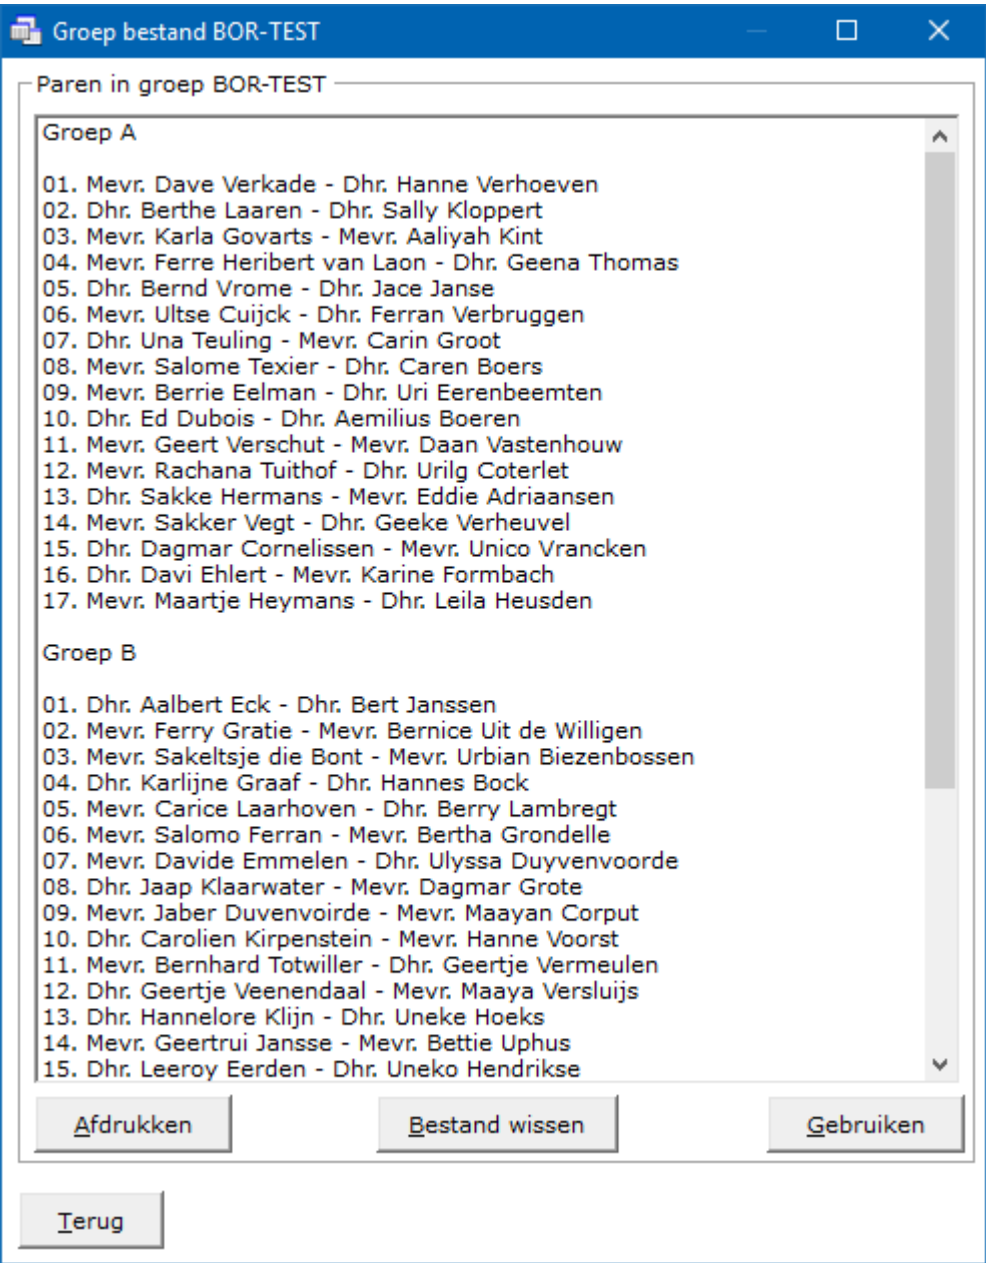 Groep bestand BOR-TEST
Paren in groep BOR-TEST
Groep A
01. Mevr. Dave Verkade - Dhr. Hanne Verhoeven
02. Dhr. Berthe Laaren - Dhr. Sally Kloppert
03. Mevr. Karla Govarts - Mevr. Aaliyah Kint
04. Mevr. Ferre Heribert van Laon - Dhr. Geena Thomas
05. Dhr. Bernd Vrome - Dhr. Jace Janse
06. Mevr. Ultse Cuijck - Dhr. Ferran Verbruggen
07. Dhr. Una Teuling - Mevr. Carin Groot
08. Mevr. Salome Texier - Dhr. Caren Boers
09. Mevr. Berrie Eelman - Dhr. Uri Eerenbeemten
10. Dhr. Ed Dubois - Dhr. Aemilius Boeren
11. Mevr. Geert Verschut - Mevr. Daan Vastenhouw
12. Mevr. Rachana Tuithof - Dhr. Urilg Coterlet
13. Dhr. Sakke Hermans - Mevr. Eddie Adriaansen
14. Mevr. Sakker Vegt - Dhr. Geeke Verheuvel
15. Dhr. Dagmar Cornelissen - Mevr. Unico Vrancken
16. Dhr. Davi Ehlert - Mevr. Karine Formbach
17. Mevr. Maartje Heymans - Dhr. Leila Heusden
Groep B
01. Dhr. Aalbert Eck - Dhr. Bert Janssen
02. Mevr. Ferry Gratie - Mevr. Bernice Uit de Willigen
03. Mevr. Sakeltsje die Bont - Mevr. Urbian Biezenbossen
04. Dhr. Karlijne Graaf - Dhr. Hannes Bock
05. Mevr. Carice Laarhoven - Dhr. Berry Lambregt
06. Mevr. Salomo Ferran - Mevr. Bertha Grondelle
07. Mevr. Davide Emmelen - Dhr. Ulyssa Duyvenvoorde
08. Dhr. Jaap Klaarwater - Mevr. Dagmar Grote
09. Mevr. Jaber Duvenvoirde - Mevr. Maayan Corput
10. Dhr. Carolien Kirpenstein - Mevr. Hanne Voorst
11. Mevr. Bernhard Totwiller - Dhr. Geertje Vermeulen
12. Dhr. Geertje Veenendaal - Mevr. Maaya Versluijs
13. Dhr. Hannelore Klijn - Dhr. Uneke Hoeks
14. Mevr. Geertrui Jansse - Mevr. Bettie Uphus
15. Dhr. Leeroy Eerden - Dhr. Uneko Hendrikse
Afdrukken
Bestand wissen
Gebruiken
Terug